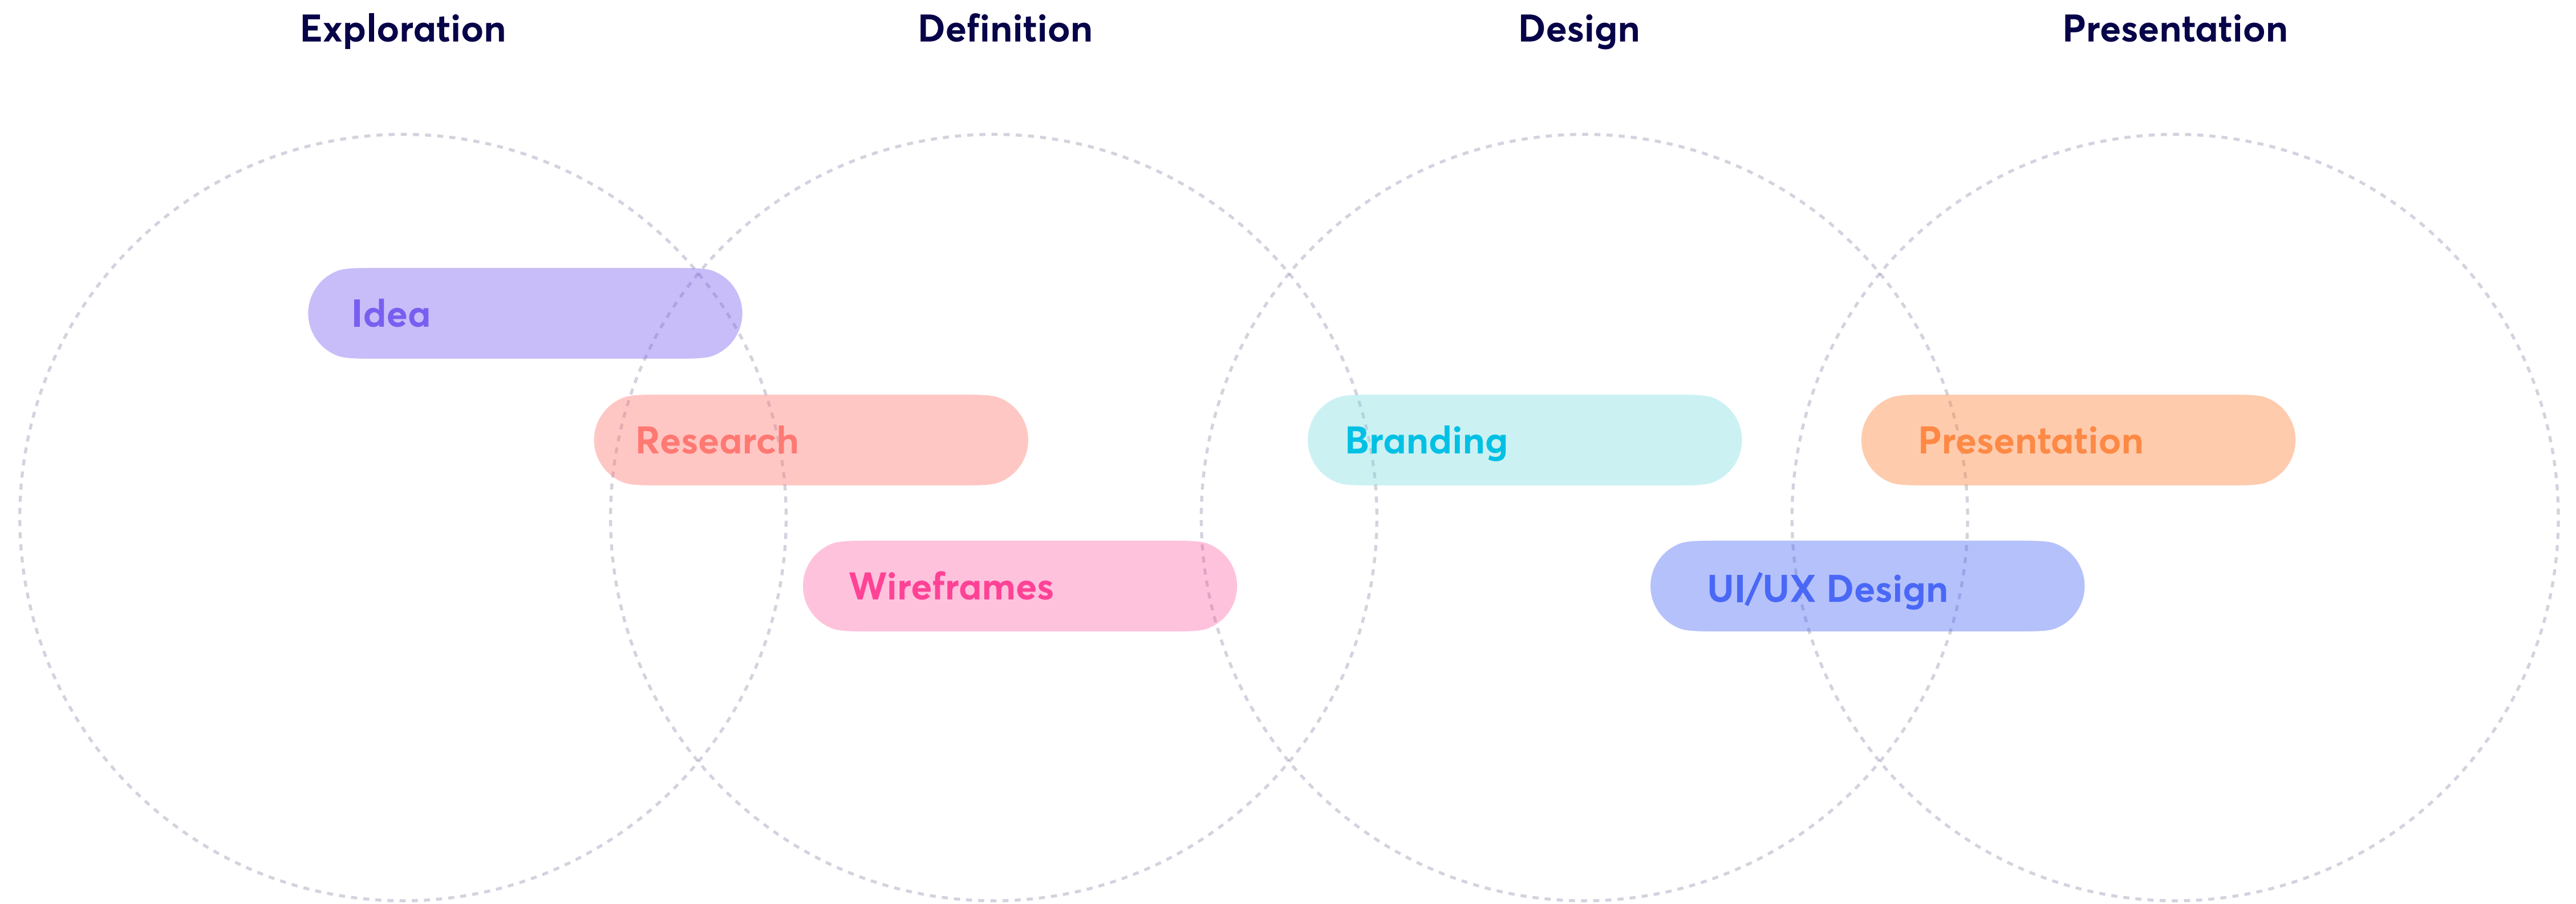 Exploration
Definition
Design
Presentation
Idea
Research
Branding
Presentation
Wireframes
UI/UX Design